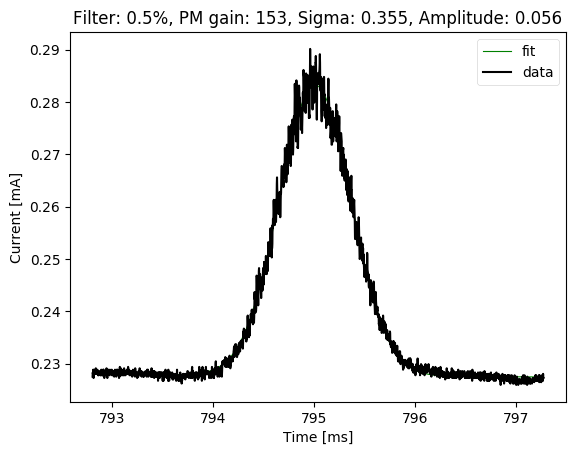 Filter: 0.5%, PM gain: 153, Sigma: 0.355, Amplitude: 0.056
fit
data
0.29
0.28
0.27
0.26
0.25
0.24
0.23
Current [mA]
793 794 795 796 797
Time [ms]